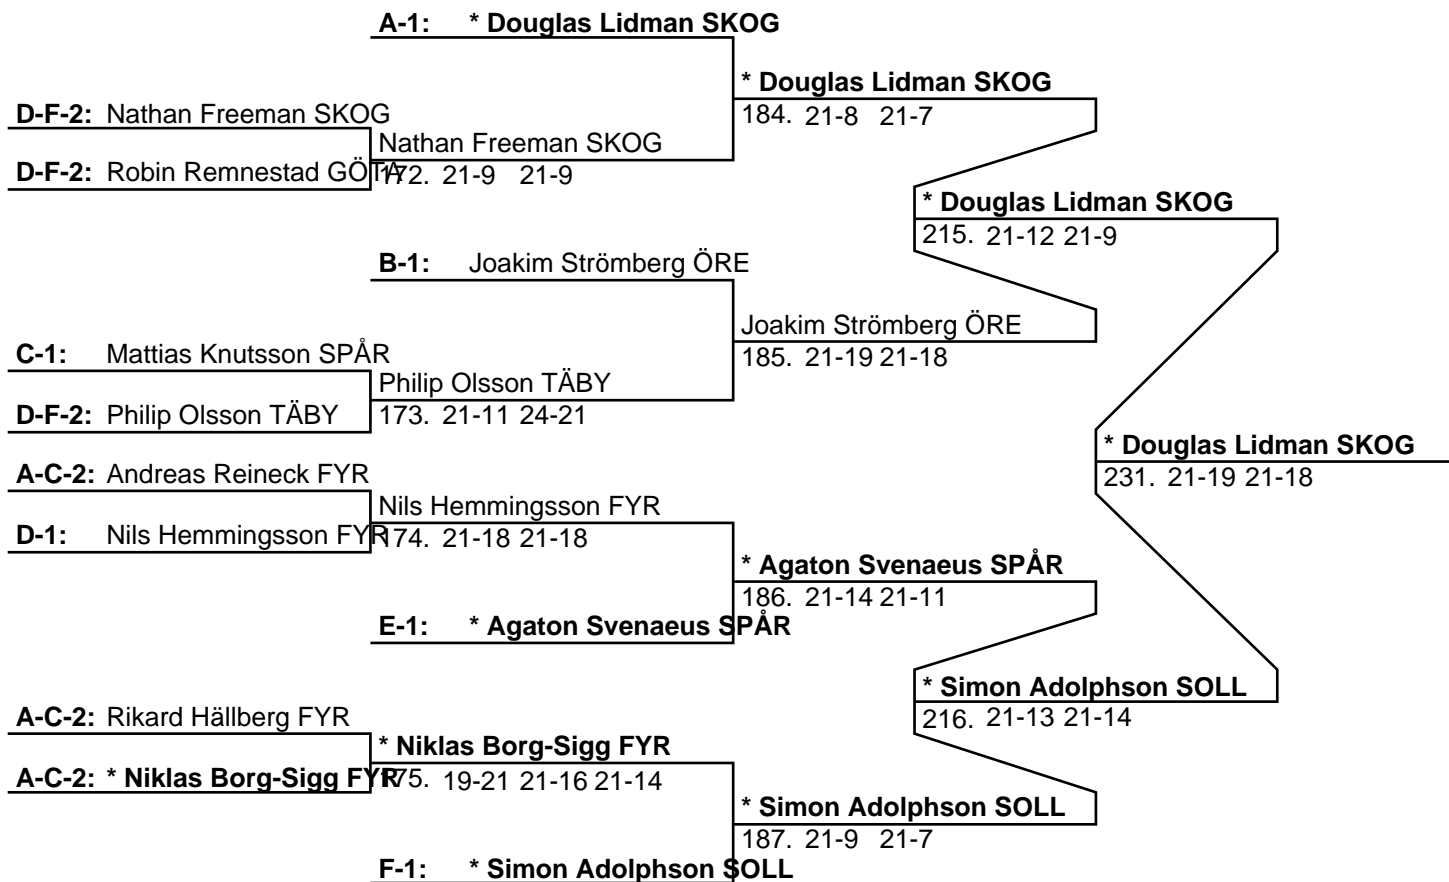 A-1: * Douglas Lidman SKOG
* Douglas Lidman SKOG
D-F-2: Nathan Freeman SKOG
184. 21-8 21-7
Nathan Freeman SKOG
D-F-2: Robin Remnestad GÖTA
172. 21-9 21-9
* Douglas Lidman SKOG
215. 21-12 21-9
B-1: Joakim Strömberg ÖRE
Joakim Strömberg ÖRE
C-1: Mattias Knutsson SPÅR
185. 21-19 21-18
Philip Olsson TÄBY
D-F-2: Philip Olsson TÄBY
173. 21-11 24-21
* Douglas Lidman SKOG
A-C-2: Andreas Reineck FYR
231. 21-19 21-18
Nils Hemmingsson FYR
D-1: Nils Hemmingsson FYR
174. 21-18 21-18
* Agaton Svenaeus SPÅR
186. 21-14 21-11
E-1: * Agaton Svenaeus SPÅR
* Simon Adolphson SOLL
A-C-2: Rikard Hällberg FYR
216. 21-13 21-14
* Niklas Borg-Sigg FYR
A-C-2: * Niklas Borg-Sigg FYR
175. 19-21 21-16 21-14
* Simon Adolphson SOLL
187. 21-9 21-7
F-1: * Simon Adolphson SOLL